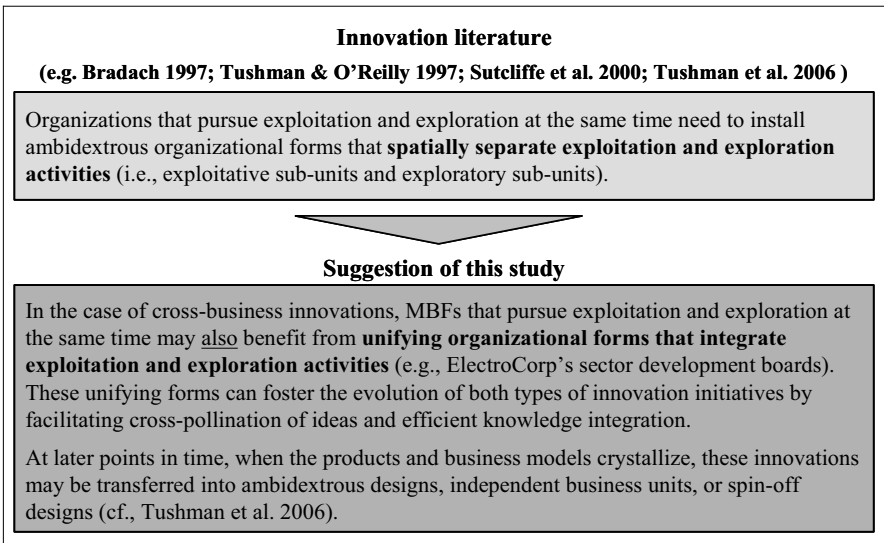 Innovation literature
(e.g. Bradach 1997; Tushman & O'Reilly 1997; Sutcliffe et al. 2000; Tushman et al. 2006 )
Organizations that pursue exploitation and exploration at the same time need to install
ambidextrous organizational forms that spatially separate exploitation and exploration
activities (i.e., exploitative sub-units and exploratory sub-units).
Suggestion of this study
In the case of cross-business innovations, MBFs that pursue exploitation and exploration at
the same time may also benefit from unifying organizational forms that integrate
exploitation and exploration activities (e.g., ElectroCorp's sector development boards).
These unifying forms can foster the evolution of both types of innovation initiatives by
facilitating cross-pollination of ideas and efficient knowledge integration.
At later points in time, when the products and business models crystallize, these innovations
may be transferred into ambidextrous designs, independent business units, or spin-off
designs (cf., Tushman et al. 2006).